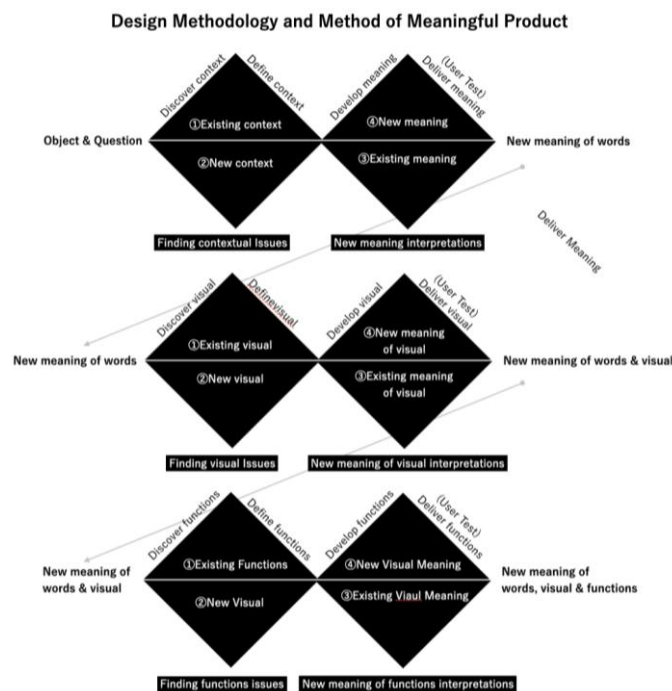 Design Methodology and Method of Meaningful Product
Discover context
Define context
Develop meaning
(User Test)
Deliver meaning
①Existing context
④New meaning
Object & Question
New meaning of words
②New context
③Existing meaning
Finding contextual Issues
New meaning interpretations
Deliver Meaning
Discover visual
Definevisual
Develop visual
(User Test)
Deliver visual
①Existing visual
④New meaning
of visual
New meaning of words
New meaning of words & visual
②New visual
③Existing meaning
of visual
Finding visual Issues
New meaning of visual interpretations
Discover functions
Define functions
Develop functions
(User Test)
Deliver functions
①Existing Functions
④New Visual Meaning
New meaning of
words & visual
New meaning of
words, visual & functions
②New Visual
③Existing Viaul Meaning
Finding functions issues
New meaning of functions interpretations